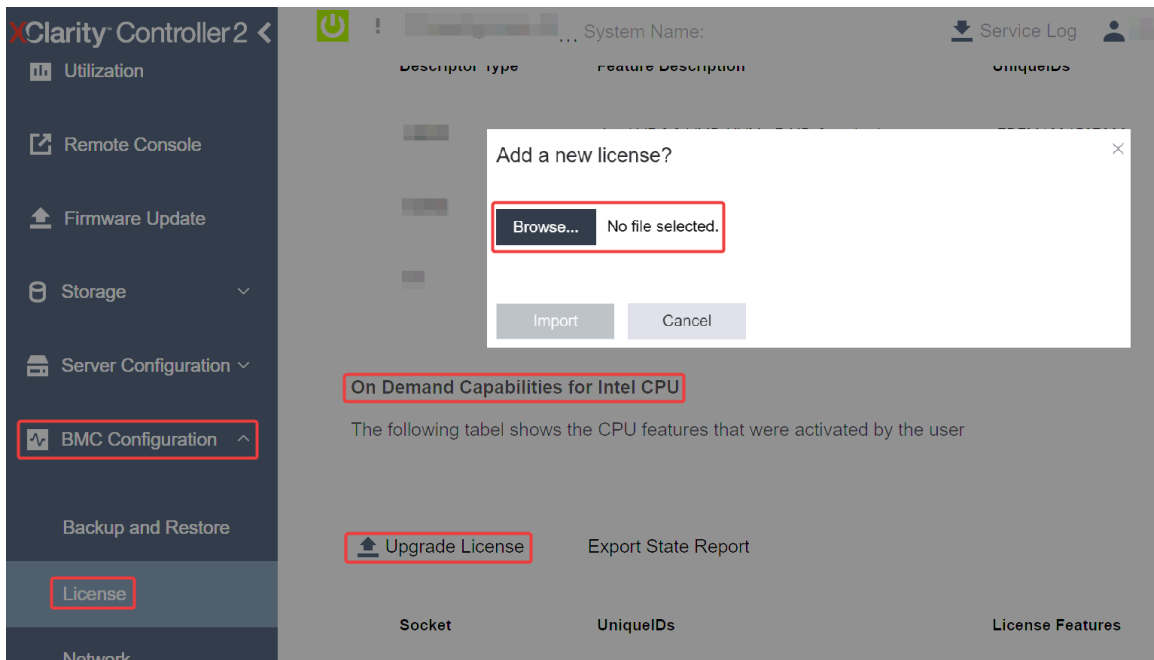 XClarity Controller 2
! ... System Name: Service Log
Utilization
Descriptor Type Feature Description UniqueIDs
Remote Console
Add a new license?
Firmware Update
Browse... No file selected.
Storage
Import Cancel
Server Configuration
On Demand Capabilities for Intel CPU
BMC Configuration
The following tabel shows the CPU features that were activated by the user
Backup and Restore
Upgrade License Export State Report
License
Socket UniqueIDs License Features
Network